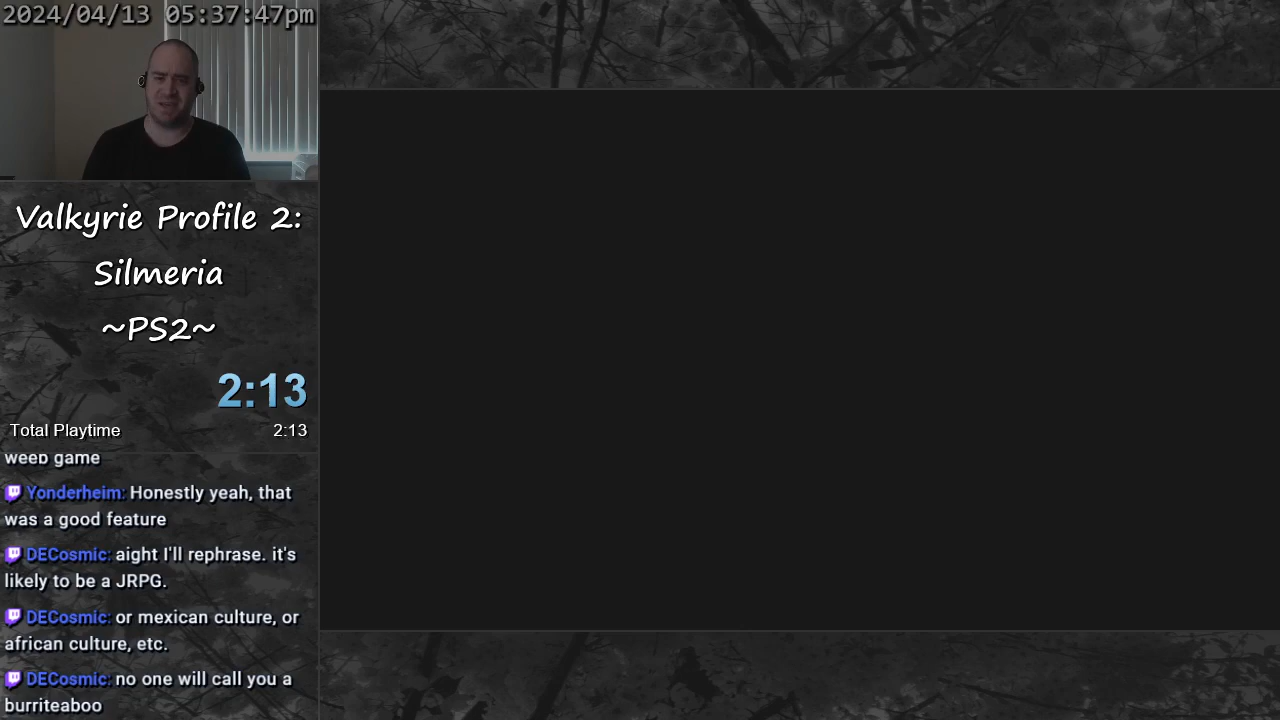 2024/04/13 05:37:47pm
Valkyrie Profile 2:
Silmeria
~PS2~
2:13
Total Playtime 2:13
weeb game
Yonderheim: Honestly yeah, that
was a good feature
DECosmic: aight I'll rephrase. it's
likely to be a JRPG.
DECosmic: or mexican culture, or
african culture, etc.
DECosmic: no one will call you a
burriteaboo